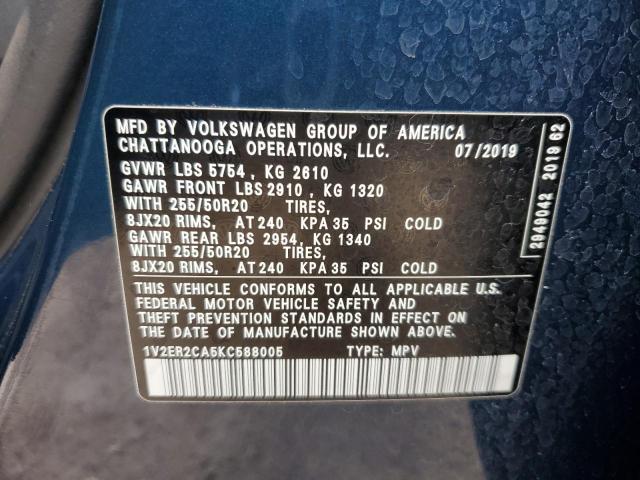 MFD BY VOLKSWAGEN GROUP OF AMERICA
CHATTANOOGA OPERATIONS, LLC. 07/2019
GVWR LBS 5754 , KG 2610
GAWR FRONT LBS 2910 , KG 1320
WITH 255/50R20 TIRES,
8JX20 RIMS, AT 240 KPA 35 PSI COLD
GAWR REAR LBS 2954, KG 1340
WITH 255/50R20 TIRES,
8JX20 RIMS, AT 240 KPA 35 PSI COLD
THIS VEHICLE CONFORMS TO ALL APPLICABLE U.S.
FEDERAL MOTOR VEHICLE SAFETY AND
THEFT PREVENTION STANDARDS IN EFFECT ON THE
DATE OF MANUFACTURE SHOWN ABOVE.
1V2ER2CA5KC588005 TYPE: MPV
2949042 2019 62